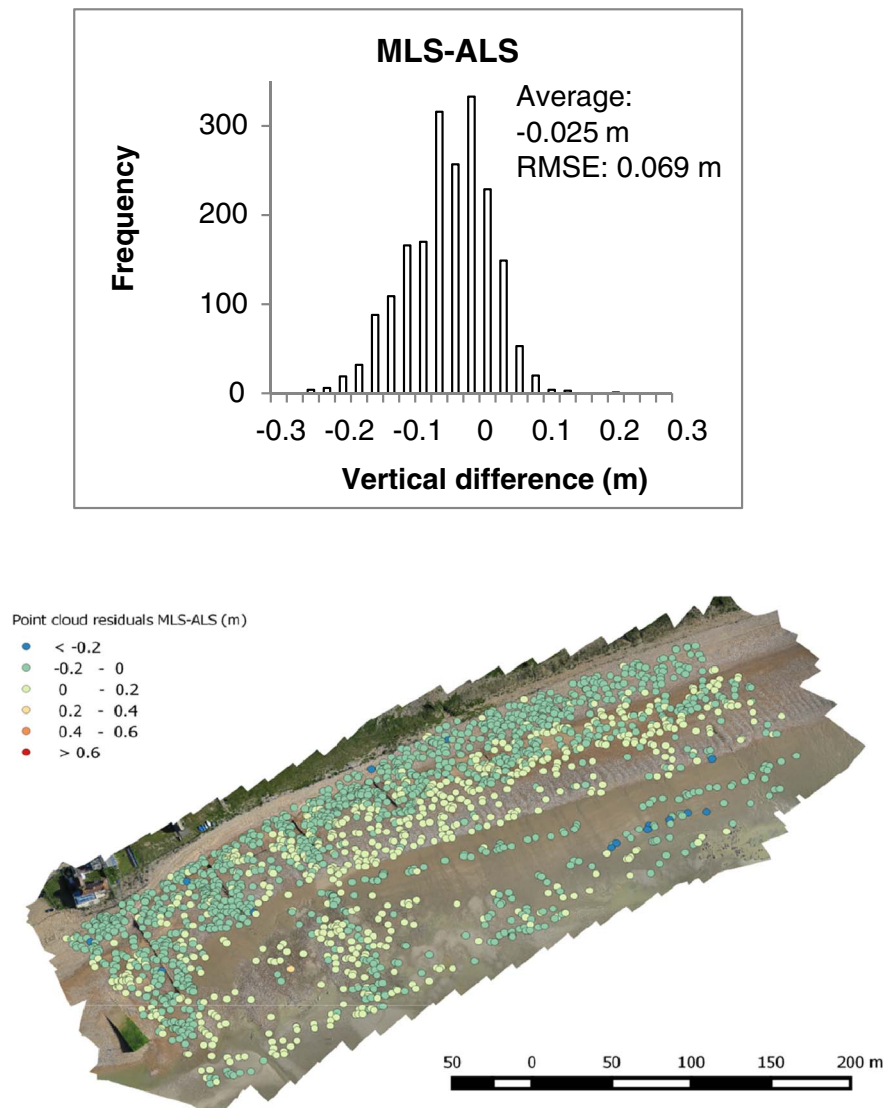 MLS-ALS
Average:
-0.025 m
RMSE: 0.069 m
Frequency
300
200
100
0
-0.3 -0.2 -0.1 0 0.1 0.2 0.3
Vertical difference (m)
Point cloud residuals MLS-ALS (m)
< -0.2
-0.2 - 0
0 - 0.2
0.2 - 0.4
0.4 - 0.6
> 0.6
50 0 50 100 150 200 m